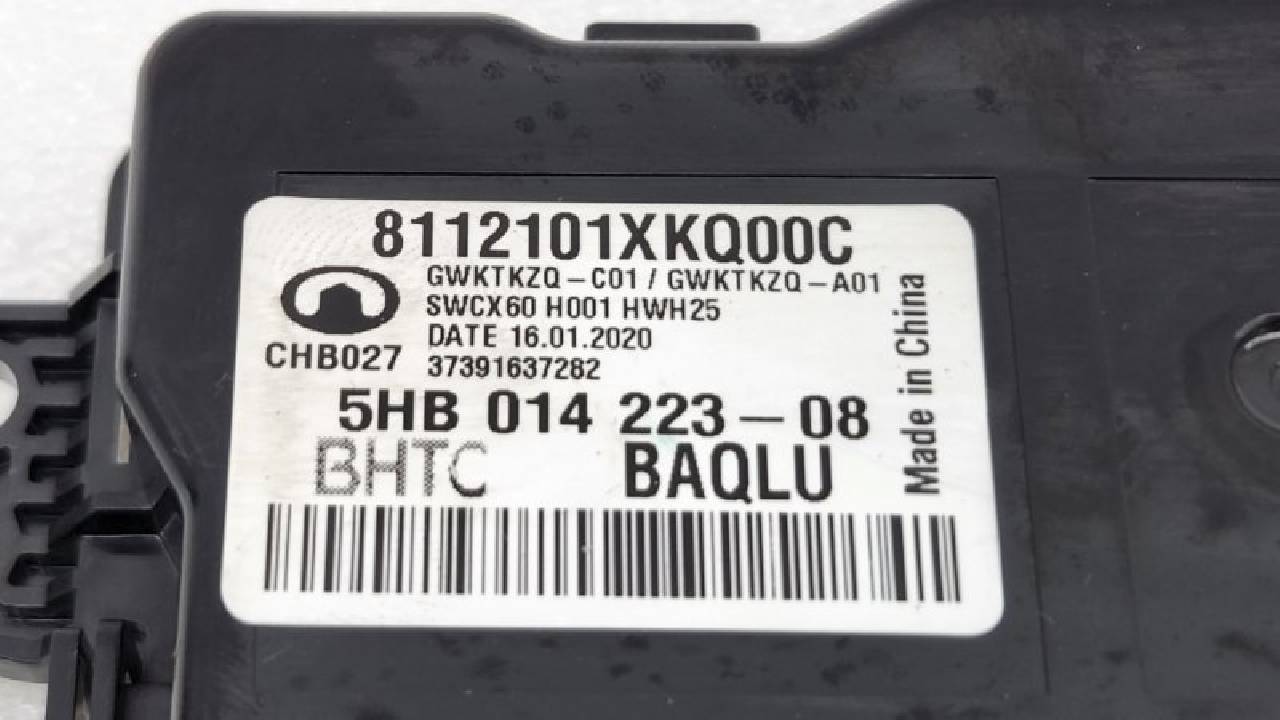 8112101XKQ00C
GWKTKZQ-C01 / GWKTKZQ-A01
SWCX60 H001 HWH25
DATE 16.01.2020
CHB027
37391637282
5HB 014 223-08
BHTC BAQLU
Made in China